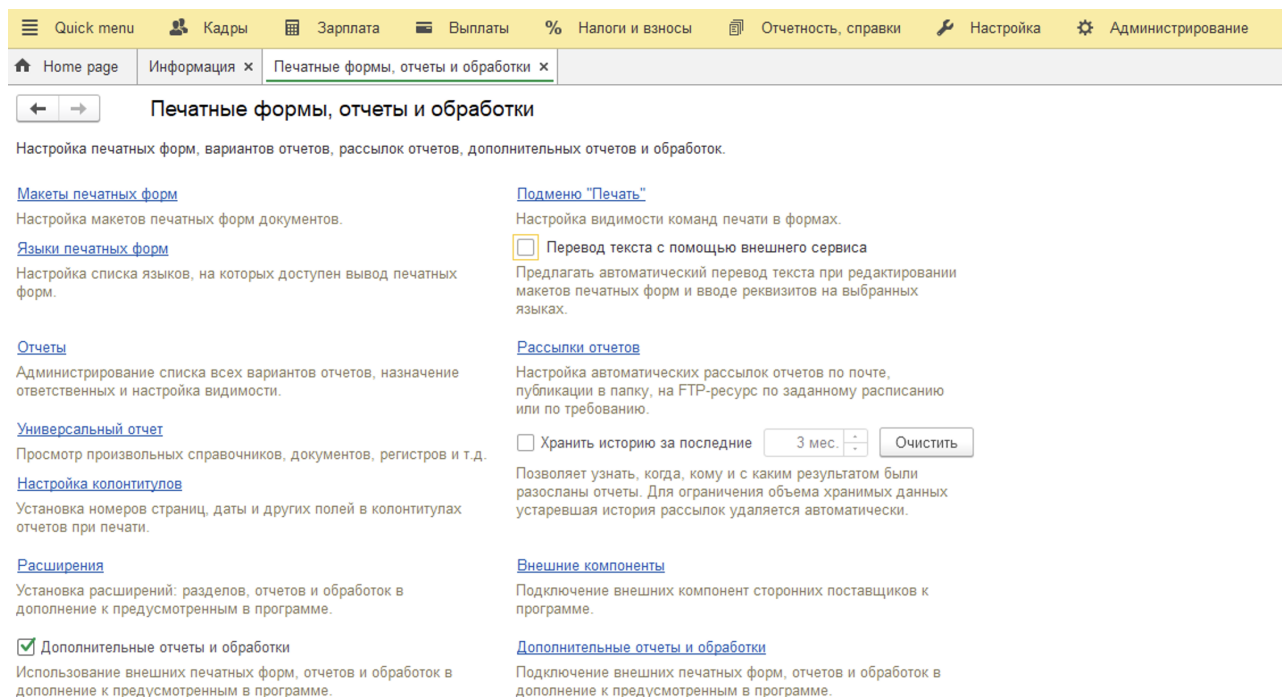 Quick menu Кадры Зарплата Выплаты % Налоги и взносы Отчетность, справки Настройка Администрирование
Home page Информация × Печатные формы, отчеты и обработки ×
Печатные формы, отчеты и обработки
Настройка печатных форм, вариантов отчетов, рассылок отчетов, дополнительных отчетов и обработок.
Макеты печатных форм
Настройка макетов печатных форм документов.
Языки печатных форм
Настройка списка языков, на которых доступен вывод печатных
форм.
Подменю "Печать"
Настройка видимости команд печати в формах.
Перевод текста с помощью внешнего сервиса
Предлагать автоматический перевод текста при редактировании
макетов печатных форм и вводе реквизитов на выбранных
языках.
Отчеты
Администрирование списка всех вариантов отчетов, назначение
ответственных и настройка видимости.
Универсальный отчет
Просмотр произвольных справочников, документов, регистров и т.д.
Настройка колонтитулов
Установка номеров страниц, даты и других полей в колонтитулах
отчетов при печати.
Рассылки отчетов
Настройка автоматических рассылок отчетов по почте,
публикации в папку, на FTP-ресурс по заданному расписанию
или по требованию.
Хранить историю за последние 3 мес. Очистить
Позволяет узнать, когда, кому и с каким результатом были
разосланы отчеты. Для ограничения объема хранимых данных
устаревшая история рассылок удаляется автоматически.
Расширения
Установка расширений: разделов, отчетов и обработок в
дополнение к предусмотренным в программе.
Внешние компоненты
Подключение внешних компонент сторонних поставщиков к
программе.
Дополнительные отчеты и обработки
Использование внешних печатных форм, отчетов и обработок в
дополнение к предусмотренным в программе.
Дополнительные отчеты и обработки
Подключение внешних печатных форм, отчетов и обработок в
дополнение к предусмотренным в программе.